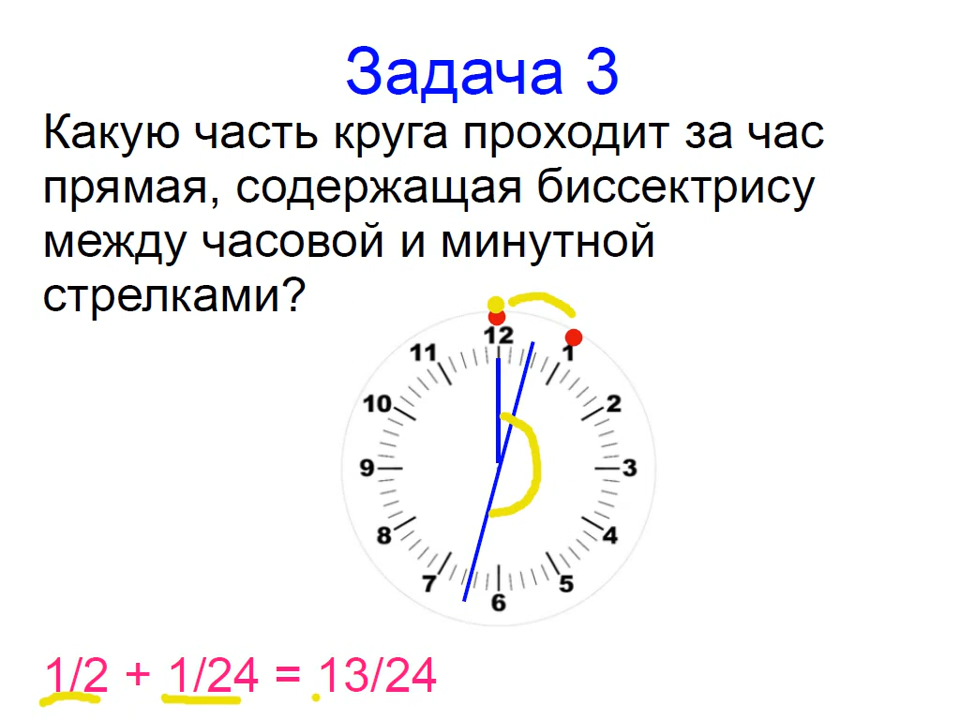 Задача 3
Какую часть круга проходит за час
прямая, содержащая биссектрису
между часовой и минутной
стрелками?
12
11
1
10
2
9
3
8
4
7
5
6
1/2 + 1/24 = 13/24